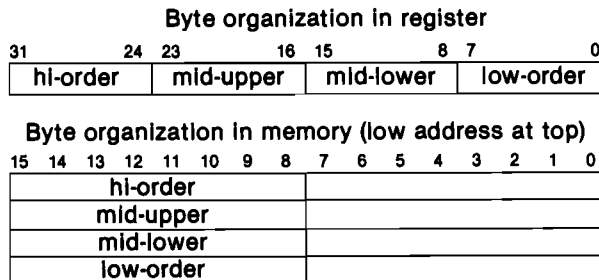 Byte organization in register
31 24 23 16 15 8 7 0
hi-order mid-upper mid-lower low-order
Byte organization in memory (low address at top)
15 14 13 12 11 10 9 8 7 6 5 4 3 2 1 0
hi-order
mid-upper
mid-lower
low-order